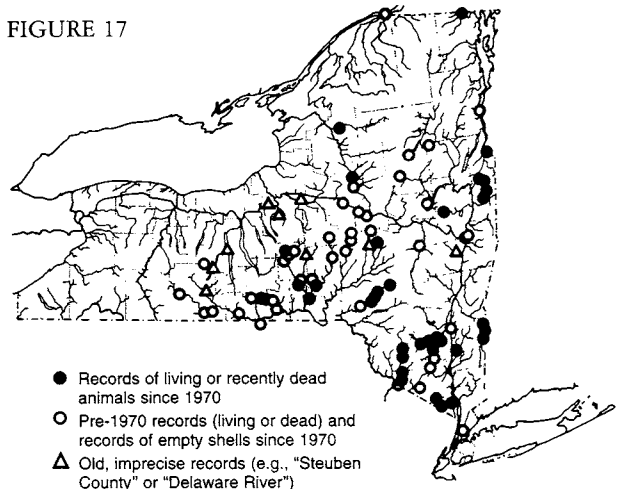 FIGURE 17
Records of living or recently dead
animals since 1970
Pre-1970 records (living or dead) and
records of empty shells since 1970
Old, imprecise records (e.g., “Steuben
County” or “Delaware River”)